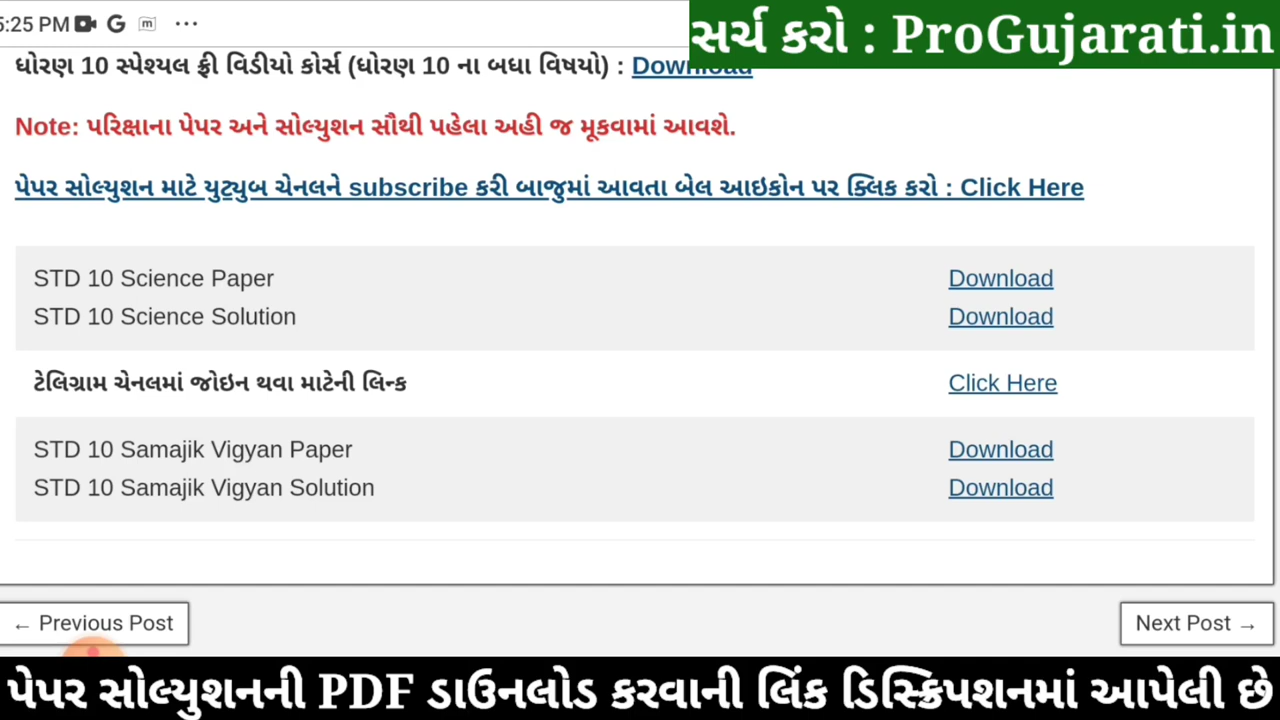 5:25 PM G m ...
સર્ચ કરો : ProGujarati.in
ધોરણ 10 સ્પેશ્યલ ફ્રી વિડીયો કોર્સ (ધોરણ 10 ના બધા વિષયો) : Download
Note: પરિક્ષાના પેપર અને સોલ્યુશન સૌથી પહેલા અહી જ મૂકવામાં આવશે.
પેપર સોલ્યુશન માટે યુટ્યુબ ચેનલને subscribe કરી બાજુમાં આવતા બેલ આઇકોન પર ક્લિક કરો : Click Here
STD 10 Science Paper Download
STD 10 Science Solution Download
ટેલિગ્રામ ચેનલમાં જોઇન થવા માટેની લિન્ક Click Here
STD 10 Samajik Vigyan Paper Download
STD 10 Samajik Vigyan Solution Download
← Previous Post Next Post →
પેપર સોલ્યુશનની PDF ડાઉનલોડ કરવાની લિંક ડિસ્ક્રિપશનમાં આપેલી છે